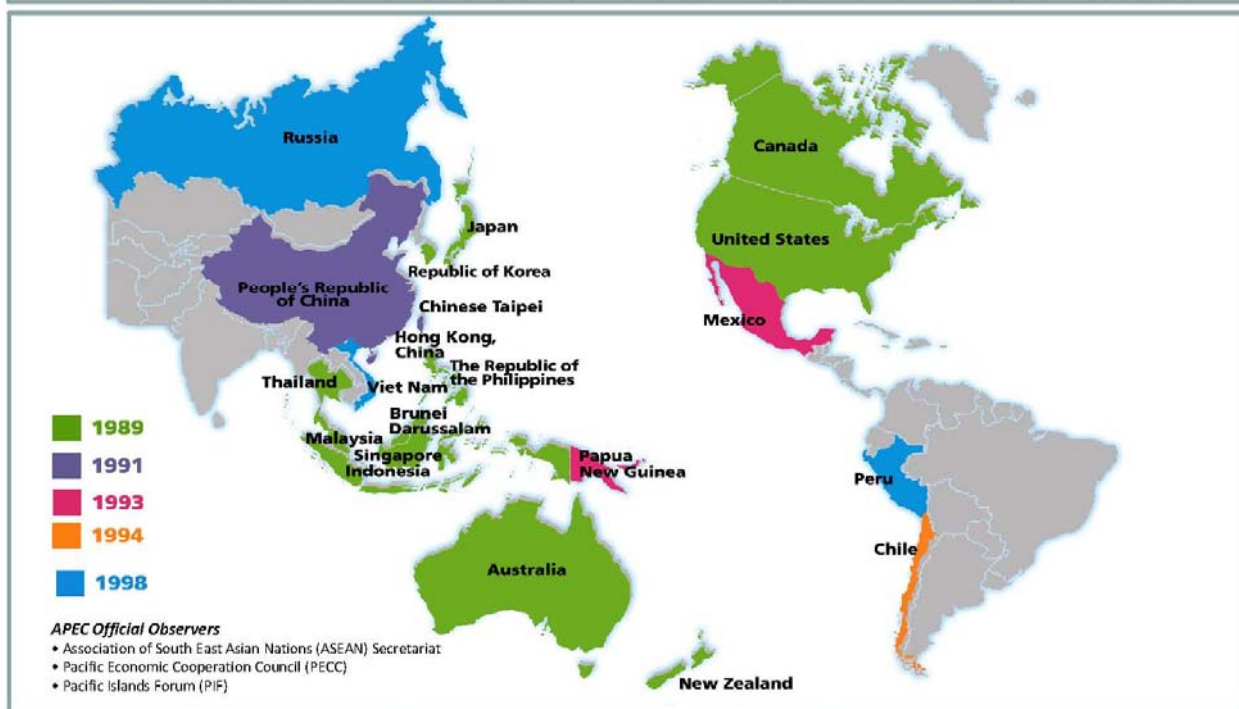 Russia
Canada
Japan
United States
Republic of Korea
People's Republic
of China
Chinese Taipei
Mexico
Hong Kong,
China
The Republic of
the Philippines
Thailand
Viet Nam
Brunei
Darussalam
Malaysia
Singapore
Indonesia
Papua
New Guinea
Peru
Chile
Australia
New Zealand
1989
1991
1993
1994
1998
APEC Official Observers
• Association of South East Asian Nations (ASEAN) Secretariat
• Pacific Economic Cooperation Council (PECC)
• Pacific Islands Forum (PIF)